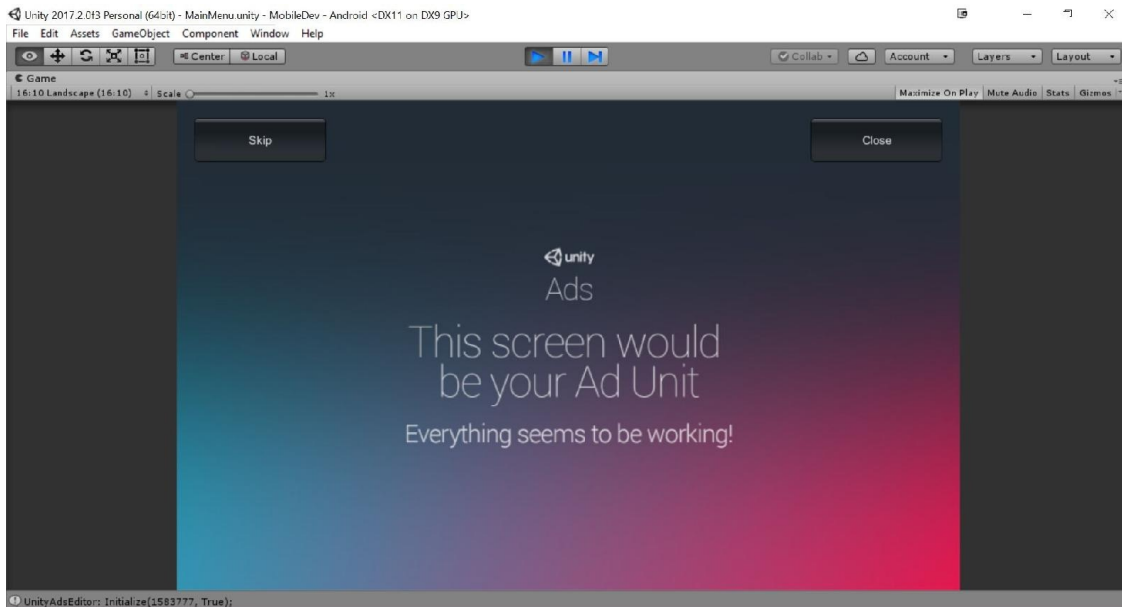 Unity 2017.2.0f3 Personal (64bit) - MainMenu.unity - MobileDev - Android <DX11 on DX9 GPU>
File Edit Assets GameObject Component Window Help
Center Local Collab Account Layers Layout
Game
16:10 Landscape (16:10) Scale 1x Maximize On Play Mute Audio Stats Gizmos
Skip Close
unity
Ads
This screen would
be your Ad Unit
Everything seems to be working!
UnityAdsEditor: Initialize(1583777, True);